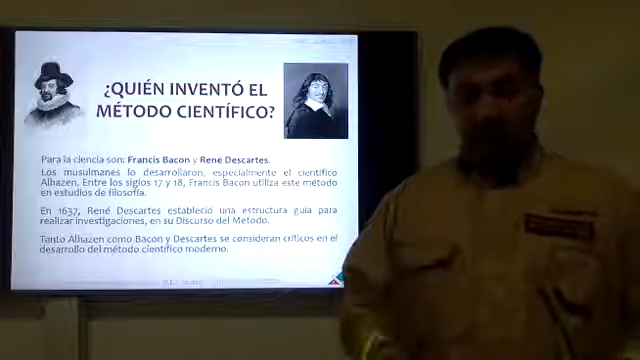 ¿QUIÉN INVENTÓ EL
MÉTODO CIENTÍFICO?
Para la ciencia son: Francis Bacon y René Descartes.
Los musulmanes lo desarrollaron, especialmente el científico
Alhazen. Entre los siglos 17 y 18, Francis Bacon utiliza este método
en estudios de filosofía.
En 1637, René Descartes estableció una estructura guía para
realizar investigaciones, en su Discurso del Método.
Tanto Alhazen como Bacon y Descartes se consideran críticos en el
desarrollo del método científico moderno.